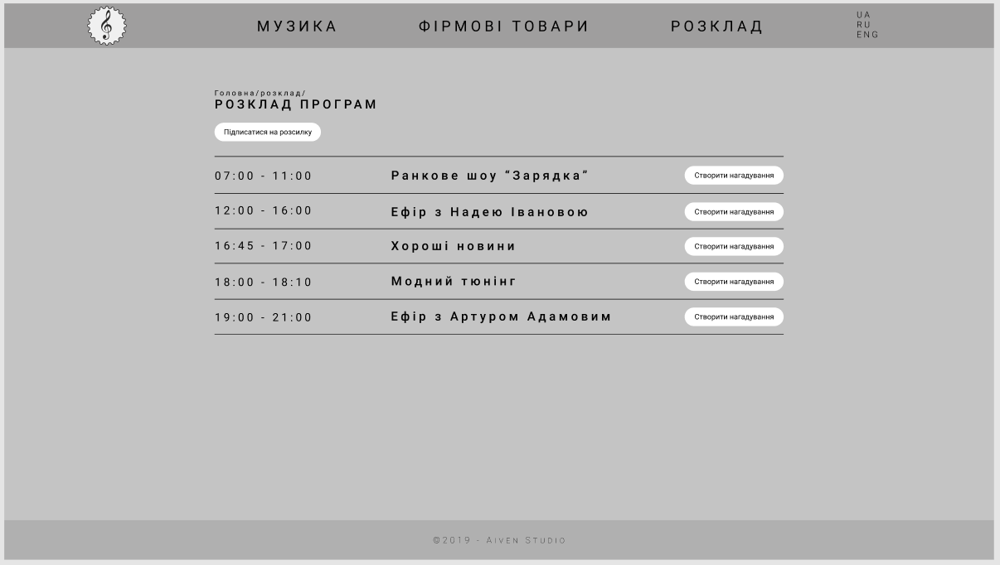 МУЗИКА
ФІРМОВІ ТОВАРИ
РОЗКЛАД
UA
RU
ENG
Головна/розклад/
РОЗКЛАД ПРОГРАМ
Підписатися на розсилку
07:00 - 11:00 Ранкове шоу “Зарядка” Створити нагадування
12:00 - 16:00 Ефір з Надею Івановою Створити нагадування
16:45 - 17:00 Хороші новини Створити нагадування
18:00 - 18:10 Модний тюнінг Створити нагадування
19:00 - 21:00 Ефір з Артуром Адамовим Створити нагадування
©2019 - Aiven Studio